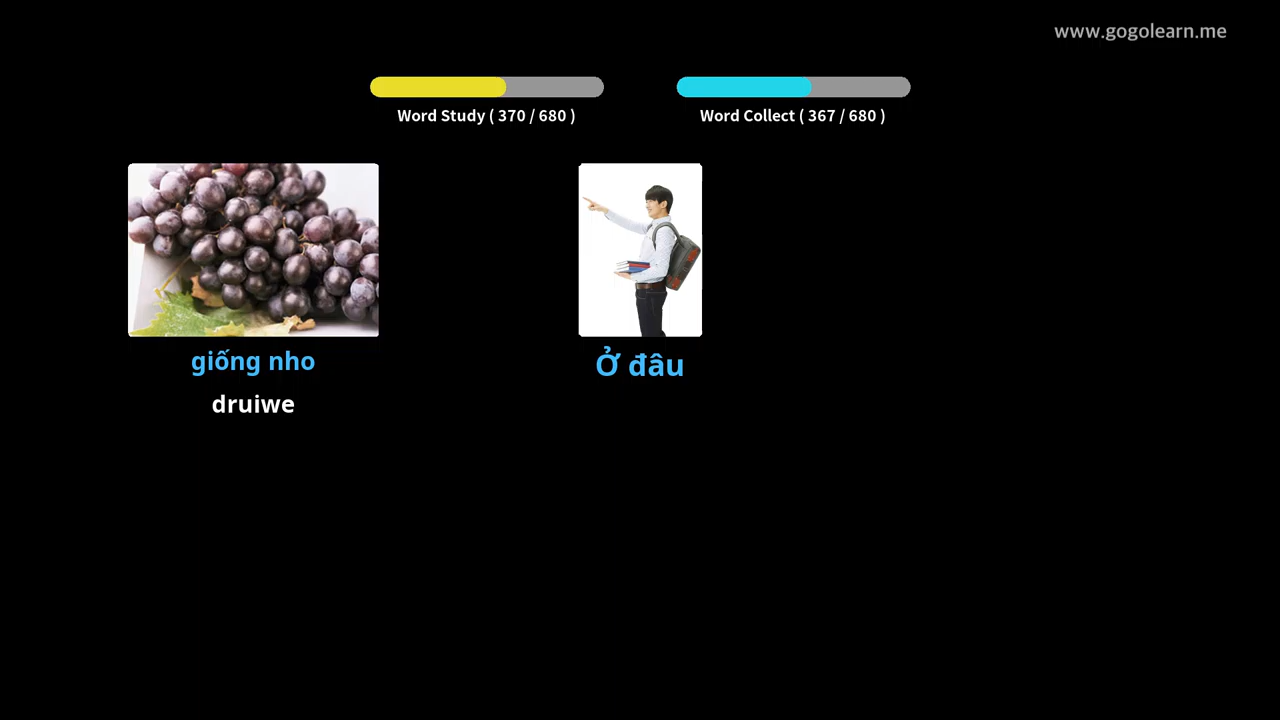 www.gogolearn.me
Word Study ( 370 / 680 )
Word Collect ( 367 / 680 )
giống nho
druiwe
Ở đâu